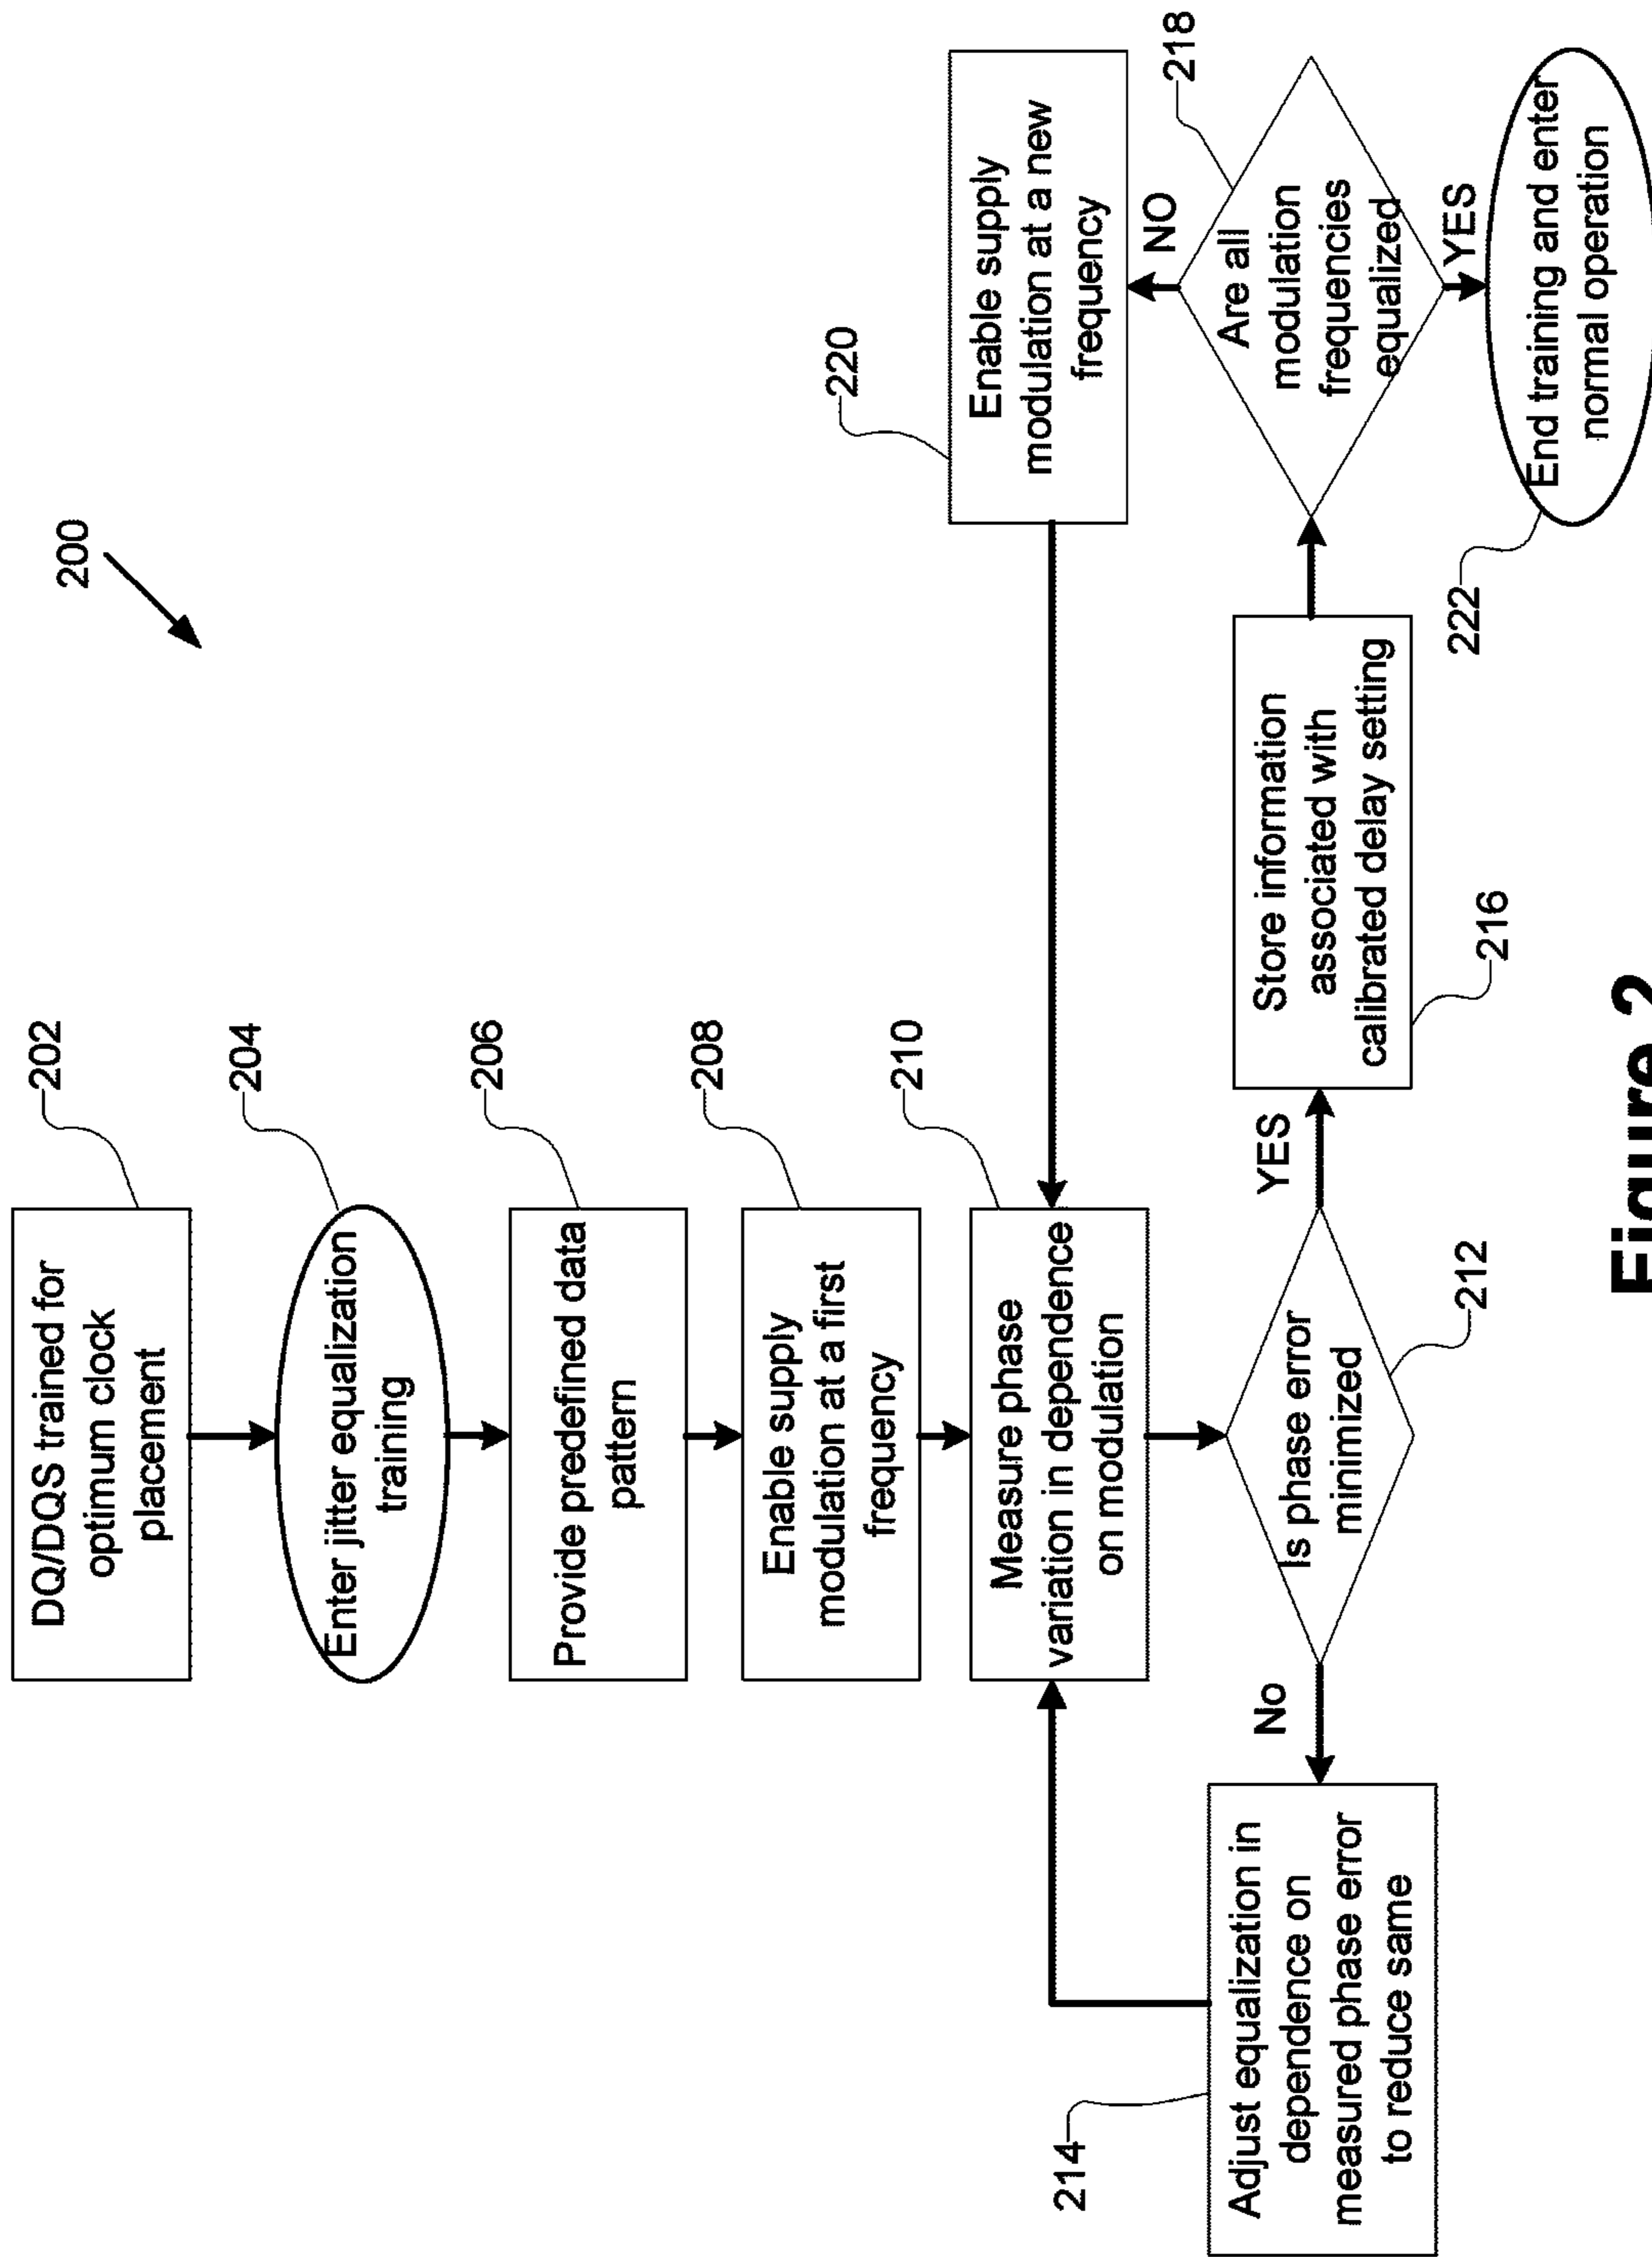 200
DQ/DQS trained for
optimum clock
placement
202
Enter jitter equalization
training
204
Provide predefined data
pattern
206
Enable supply
modulation at a first
frequency
208
Measure phase
variation in dependence
on modulation
210
Is phase error
minimized
212
No
YES
Adjust equalization in
dependence on
measured phase error
to reduce same
214
Store information
associated with
calibrated delay setting
216
Are all
modulation
frequencies
equalized
218
NO
YES
Enable supply
modulation at a new
frequency
220
End training and enter
normal operation
222
Figure 2